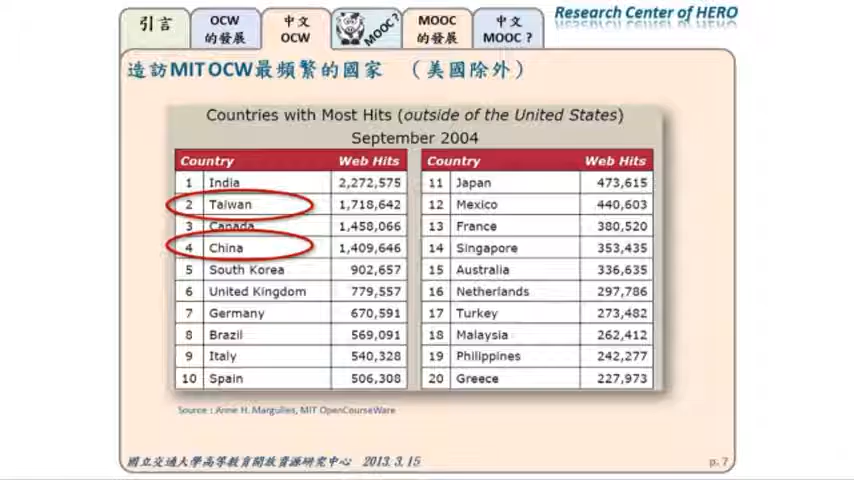 引言
OCW
的發展
中文
OCW
MOOC?
MOOC
的發展
中文
MOOC ?
Research Center of HERO
造訪MIT OCW最頻繁的國家 （美國除外）
Countries with Most Hits (outside of the United States)
September 2004
Country Web Hits Country Web Hits
1 India 2,272,575 11 Japan 473,615
2 Taiwan 1,718,642 12 Mexico 440,603
3 Canada 1,458,066 13 France 380,520
4 China 1,409,646 14 Singapore 353,435
5 South Korea 902,657 15 Australia 336,635
6 United Kingdom 779,557 16 Netherlands 297,786
7 Germany 670,591 17 Turkey 273,482
8 Brazil 569,091 18 Malaysia 262,412
9 Italy 540,328 19 Philippines 242,277
10 Spain 506,308 20 Greece 227,973
Source : Anne H. Margulies, MIT OpenCourseWare
國立交通大學高等教育開放資源研究中心 2013.3.15
p. 7